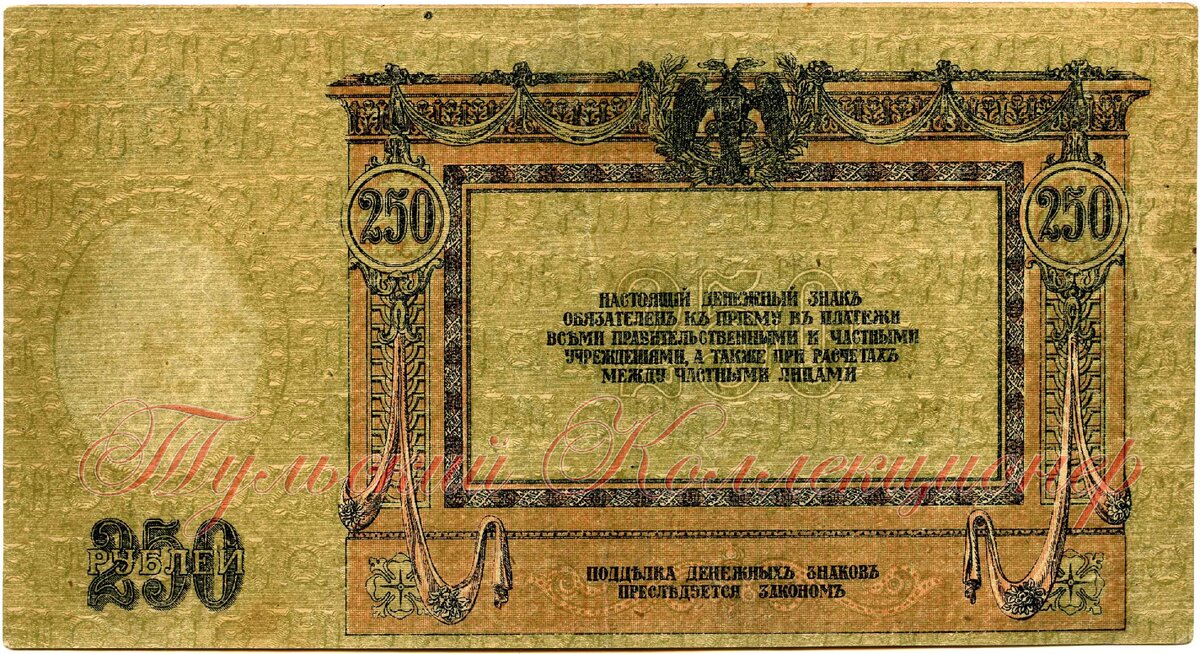 250
250
250
НАСТОЯЩІЙ ДЕНЕЖНЫЙ ЗНАКЪ
ОБЯЗАТЕЛЕНЪ КЪ ПРІЕМУ ВЪ ПЛАТЕЖИ
ВСѢМИ ПРАВИТЕЛЬСТВЕННЫМИ И ЧАСТНЫМИ
УЧРЕЖДЕНІЯМИ, А ТАКЖЕ ПРИ РАСЧЕТАХЪ
МЕЖДУ ЧАСТНЫМИ ЛИЦАМИ
Тульский Коллекционер
250
РУБЛЕЙ
ПОДДѢЛКА ДЕНЕЖНЫХЪ ЗНАКОВЪ
ПРЕСЛѢДУЕТСЯ ЗАКОНОМЪ